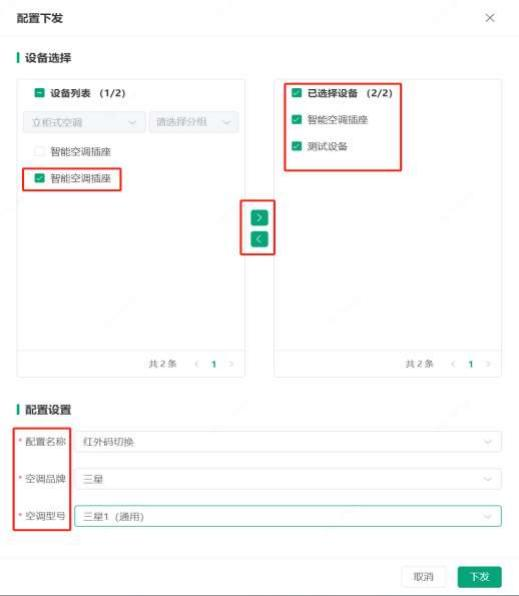 配置下发
设备选择
设备列表 (1/2)
立柜式空调 请选择分组
智能空调插座
智能空调插座
共 2 条 1
已选择设备 (2/2)
智能空调插座
测试设备
共 2 条 1
配置设置
* 配置名称 红外码切换
* 空调品牌 三星
* 空调型号 三星1（通用）
取消 下发